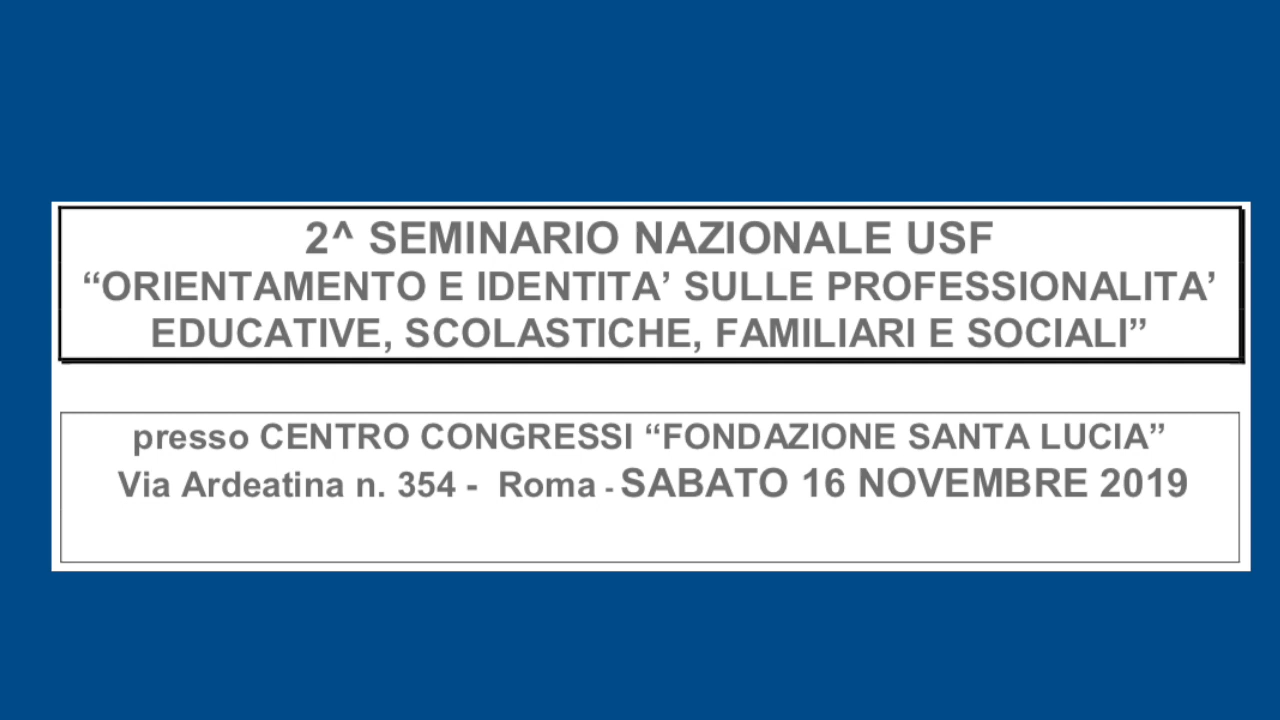 2^ SEMINARIO NAZIONALE USF
“ORIENTAMENTO E IDENTITA’ SULLE PROFESSIONALITA’
EDUCATIVE, SCOLASTICHE, FAMILIARI E SOCIALI”
presso CENTRO CONGRESSI “FONDAZIONE SANTA LUCIA”
Via Ardeatina n. 354 -  Roma - SABATO 16 NOVEMBRE 2019